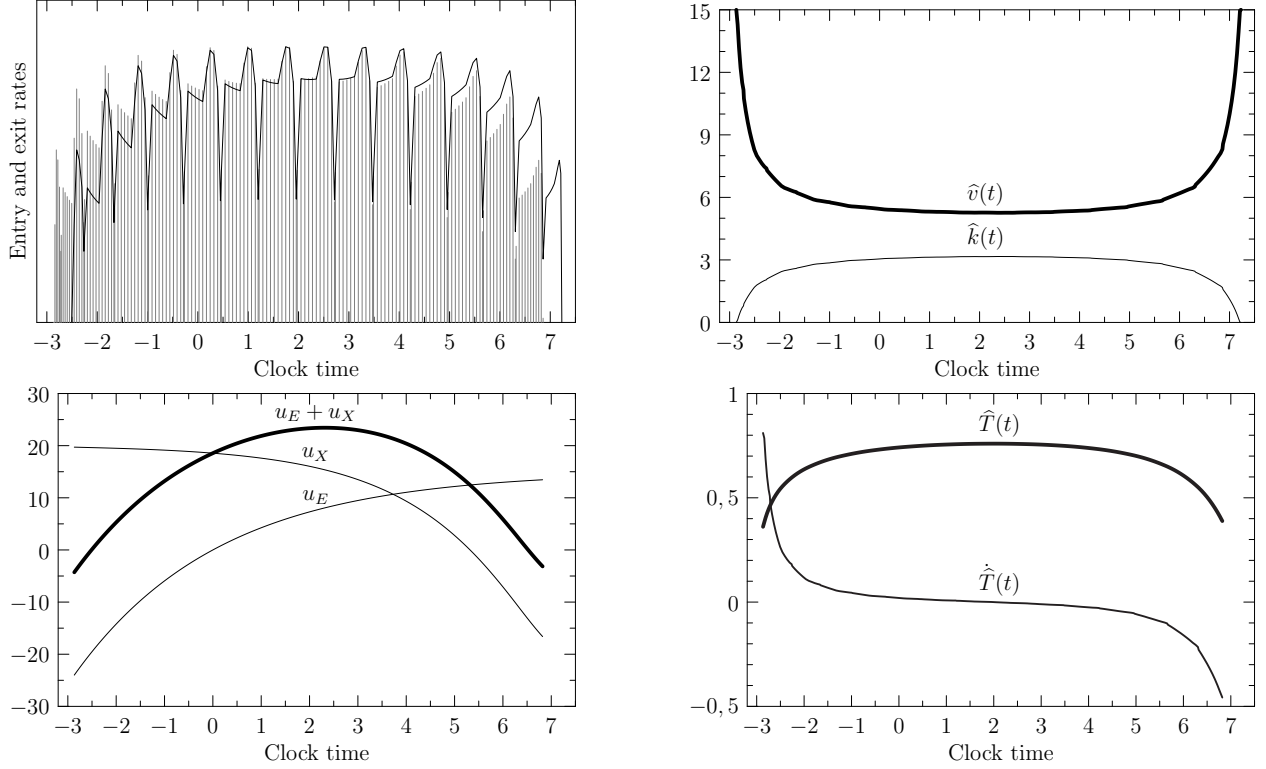 Entry and exit rates
−3 −2 −1 0 1 2 3 4 5 6 7
Clock time
15
12
9
6
3
0
v̂(t)
k̂(t)
−3 −2 −1 0 1 2 3 4 5 6 7
Clock time
30
20
10
0
−10
20
−30
u_E + u_X
u_X
u_E
−3 −2 −1 0 1 2 3 4 5 6 7
Clock time
1
0, 5
0
−0, 5
T̂(t)
T̂̇(t)
−3 −2 −1 0 1 2 3 4 5 6 7
Clock time